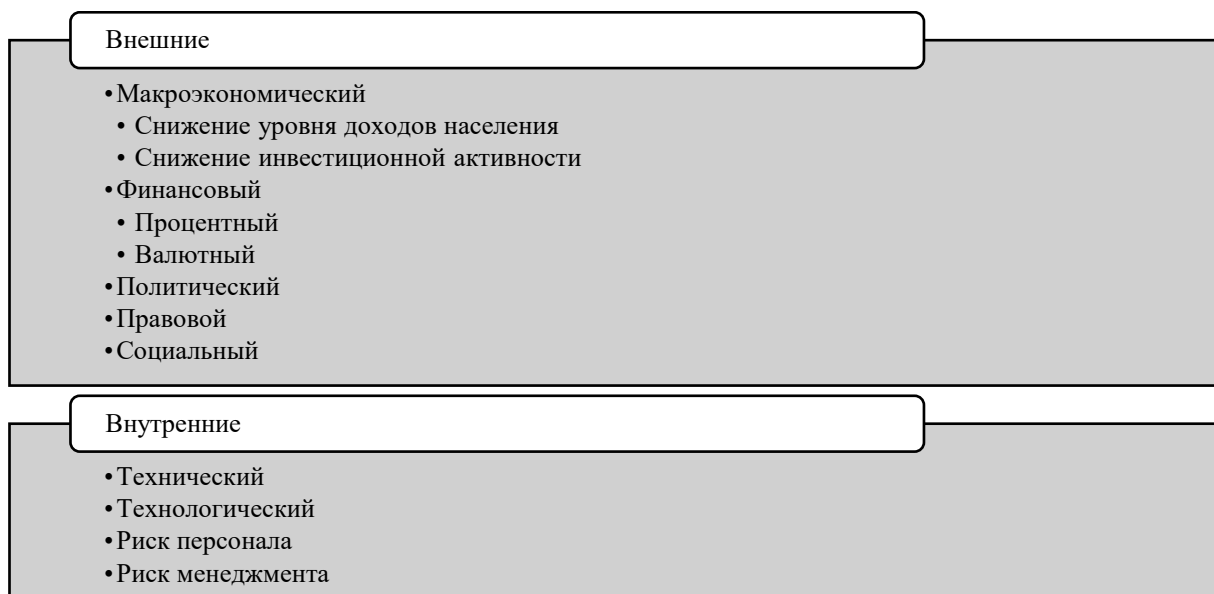 Внешние
•Макроэкономический
• Снижение уровня доходов населения
• Снижение инвестиционной активности
•Финансовый
• Процентный
• Валютный
•Политический
•Правовой
•Социальный
Внутренние
•Технический
•Технологический
•Риск персонала
•Риск менеджмента